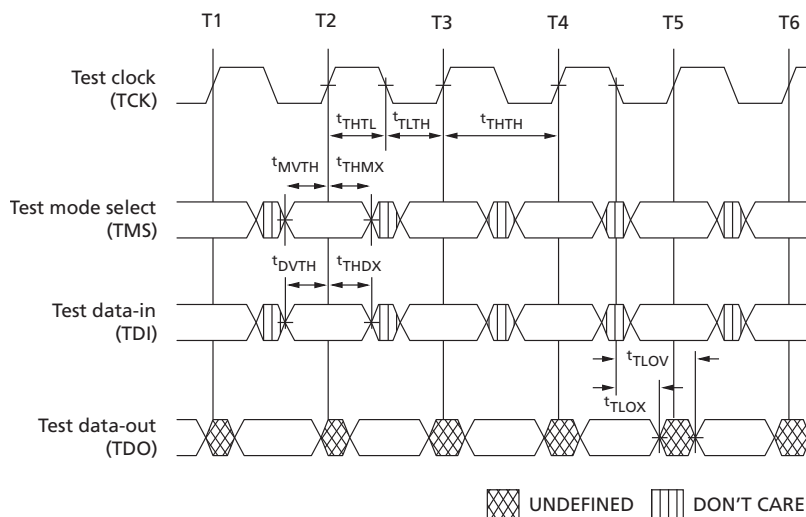 T1 T2 T3 T4 T5 T6
Test clock
(TCK)
tTHTL tTLTH tTHTH
tMVTH tTHMX
Test mode select
(TMS)
tDVTH tTHDX
Test data-in
(TDI)
tTLOV
tTLOX
Test data-out
(TDO)
UNDEFINED DON'T CARE